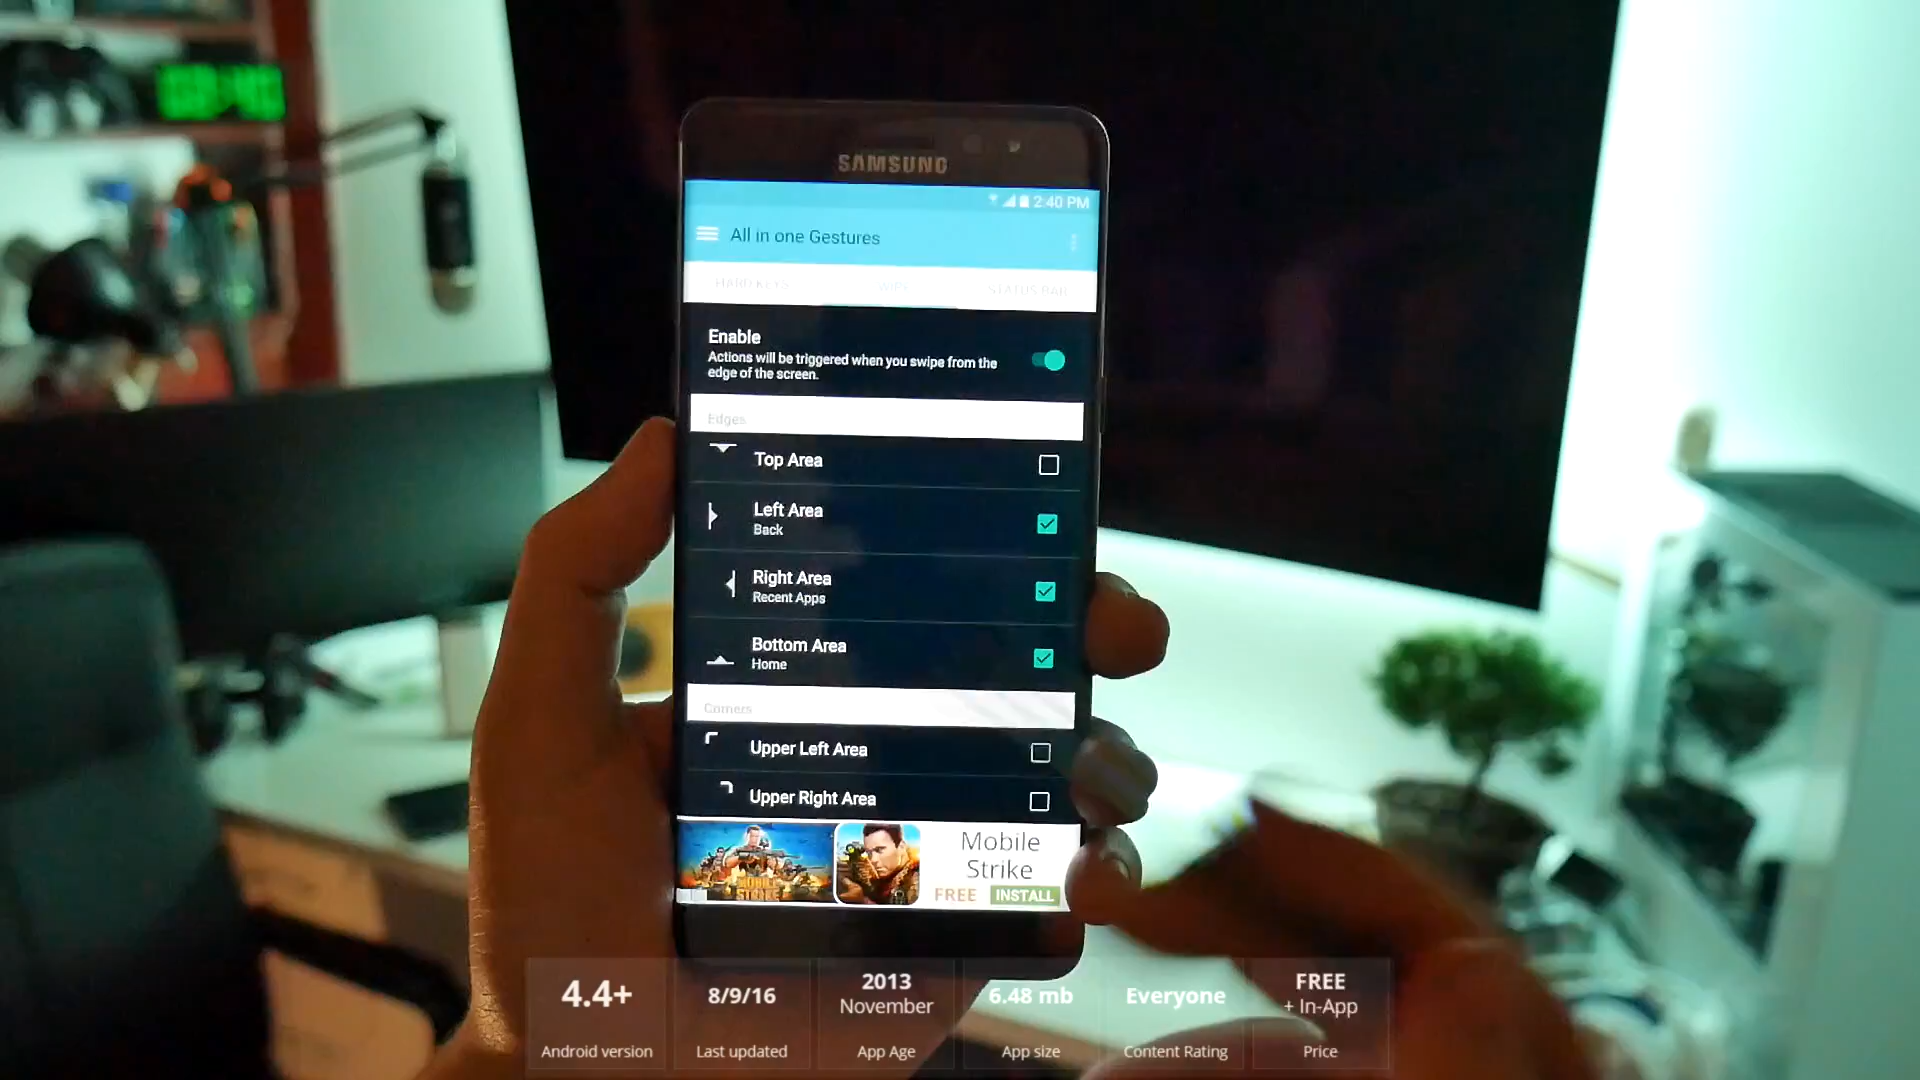 SAMSUNG
2:40 PM
All in one Gestures
HARD KEYS
SWIPE
STATUS BAR
Enable
Actions will be triggered when you swipe from the
edge of the screen.
Edges
Top Area
Left Area
Back
Right Area
Recent Apps
Bottom Area
Home
Corners
Upper Left Area
Upper Right Area
MOBILE
STRIKE
Mobile
Strike
FREE INSTALL
4.4+
Android version
8/9/16
Last updated
2013
November
App Age
6.48 mb
App size
Everyone
Content Rating
FREE
+ In-App
Price